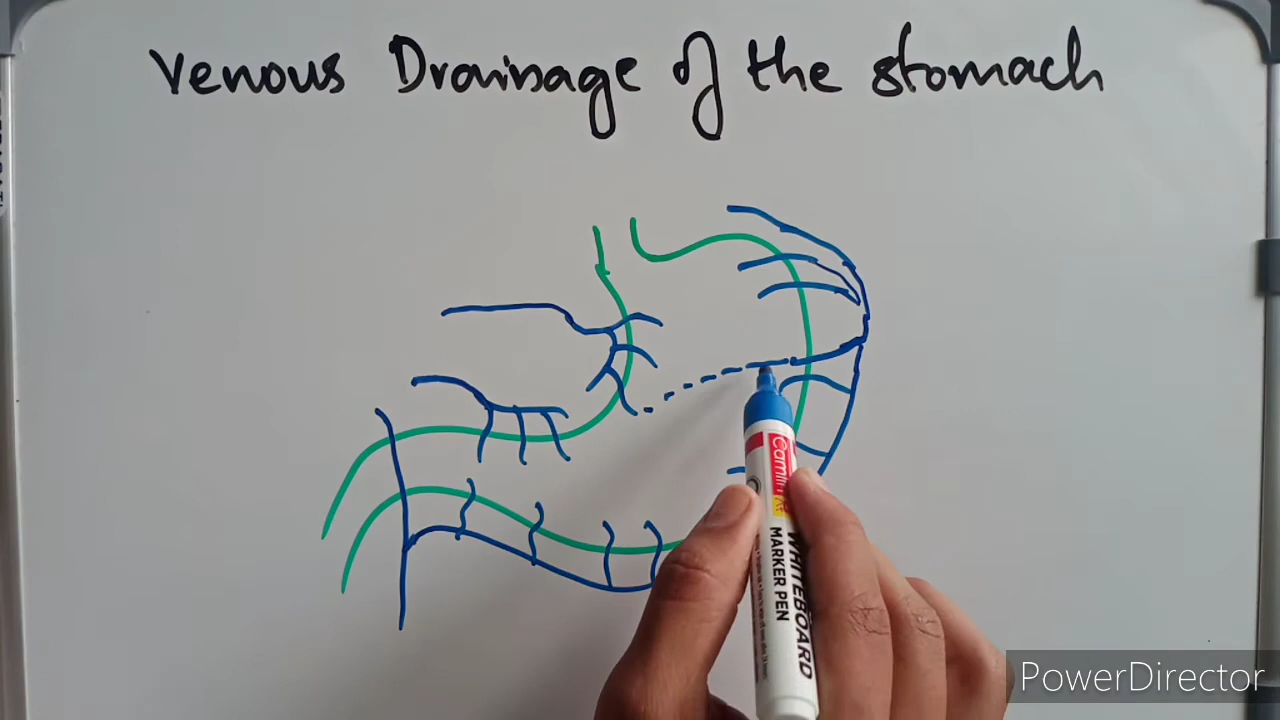 Venous Drainage of the stomach
Camlin
WHITEBOARD
MARKER PEN
PowerDirector